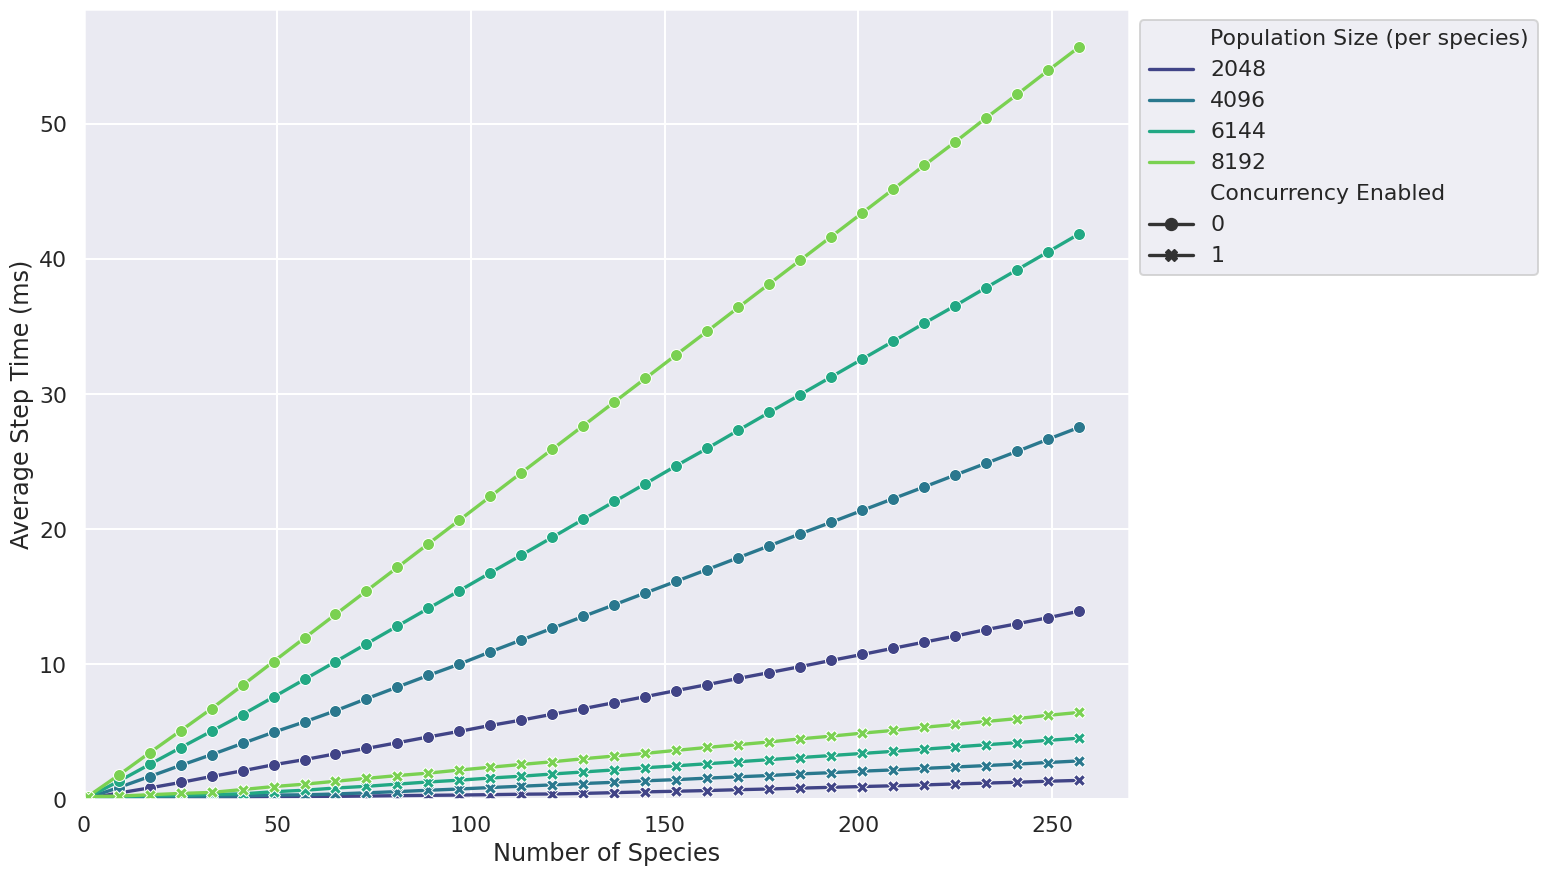 Average Step Time (ms)
50
40
30
20
10
0
0 50 100 150 200 250
Number of Species
Population Size (per species)
2048
4096
6144
8192
Concurrency Enabled
0
1